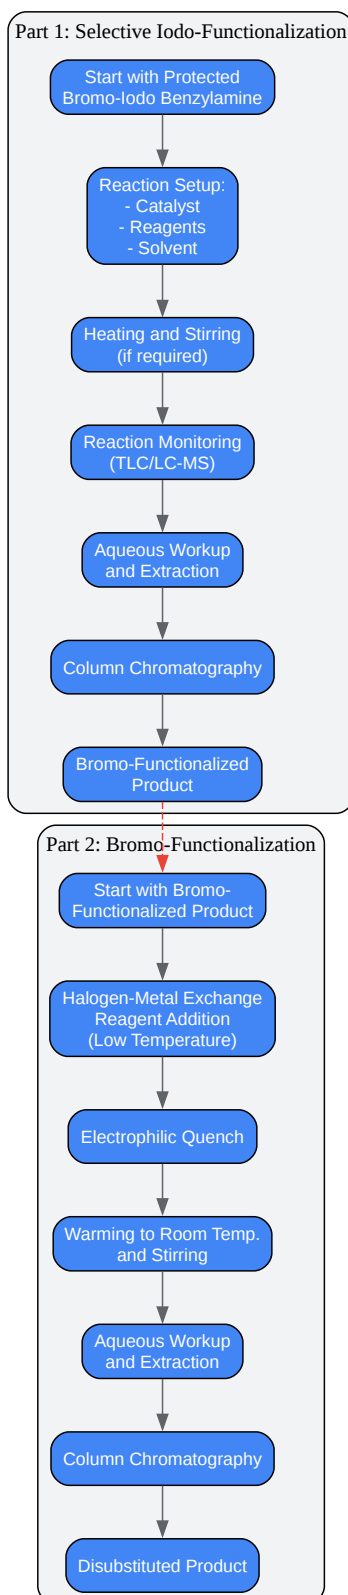 Part 1: Selective Iodo-Functionalization
Start with Protected
Bromo-Iodo Benzylamine
Reaction Setup:
- Catalyst
- Reagents
- Solvent
Heating and Stirring
(if required)
Reaction Monitoring
(TLC/LC-MS)
Aqueous Workup
and Extraction
Column Chromatography
Bromo-Functionalized
Product
Part 2: Bromo-Functionalization
Start with Bromo-
Functionalized Product
Halogen-Metal Exchange
Reagent Addition
(Low Temperature)
Electrophilic Quench
Warming to Room Temp.
and Stirring
Aqueous Workup
and Extraction
Column Chromatography
Disubstituted Product